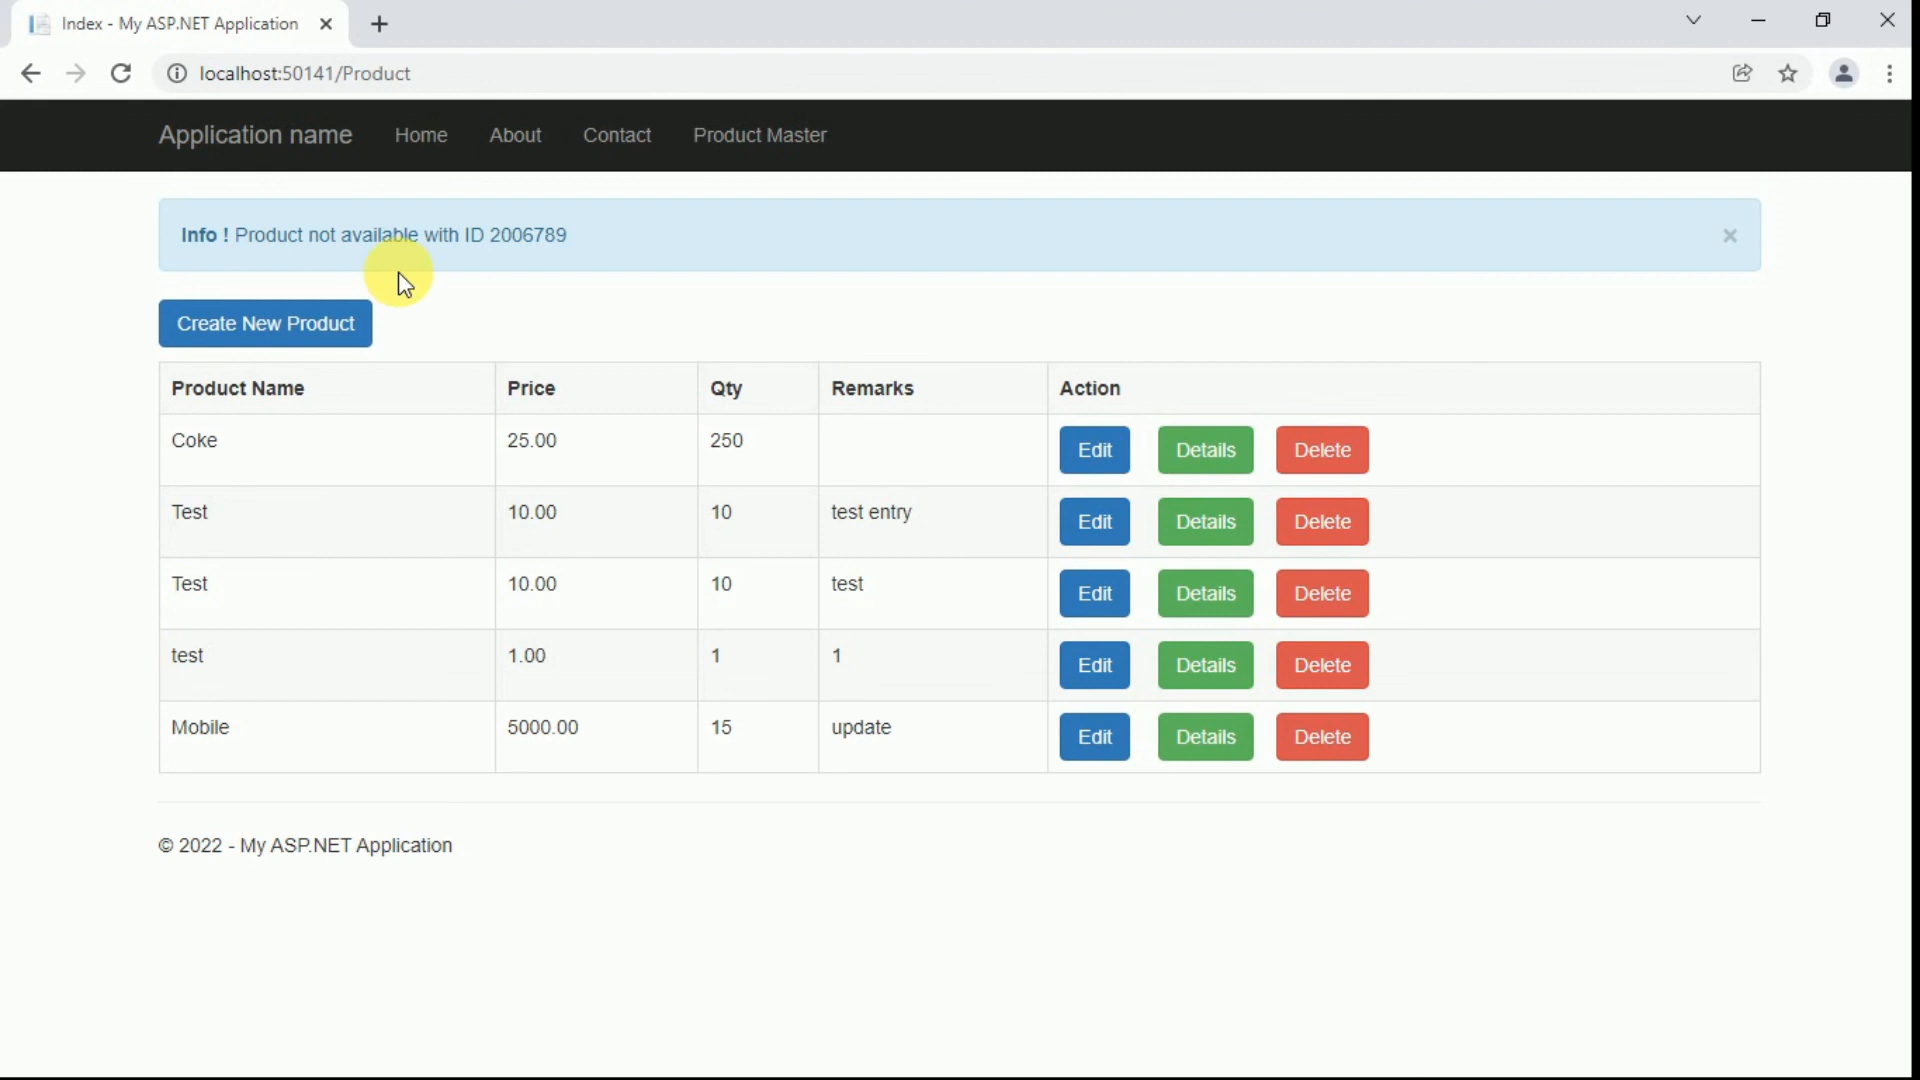 Index - My ASP.NET Application
localhost:50141/Product
Application name Home About Contact Product Master
Info ! Product not available with ID 2006789 ×
Create New Product
Product Name Price Qty Remarks Action
Coke 25.00 250 Edit Details Delete
Test 10.00 10 test entry Edit Details Delete
Test 10.00 10 test Edit Details Delete
test 1.00 1 1 Edit Details Delete
Mobile 5000.00 15 update Edit Details Delete
© 2022 - My ASP.NET Application